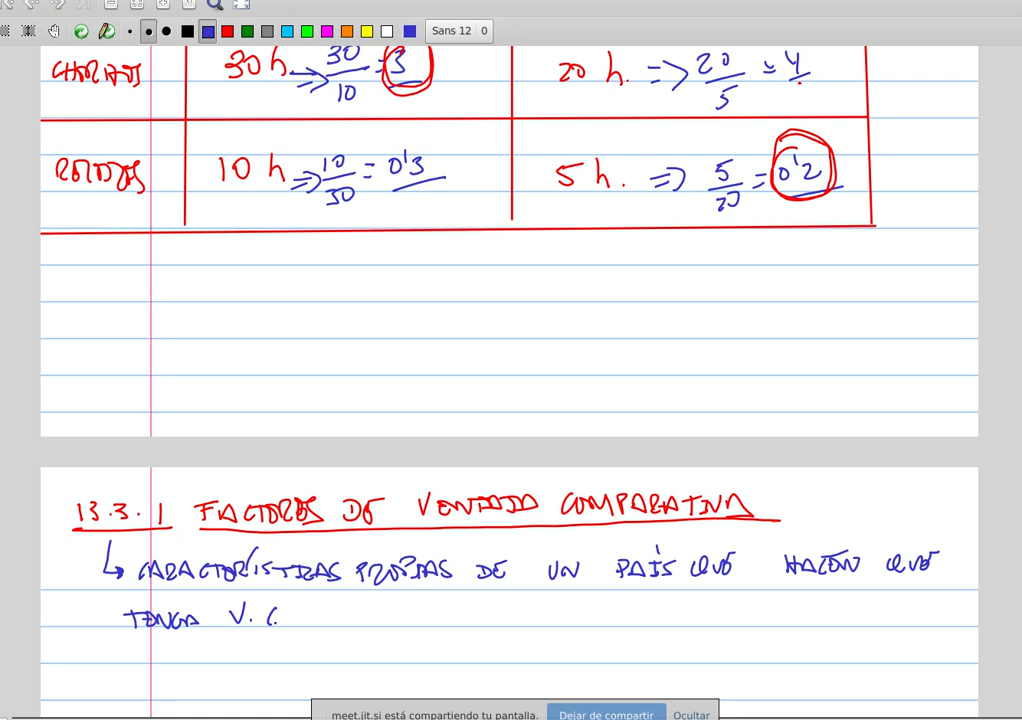 Sans 12 0
30 h. => 30/10 = 3
20 h. => 20/5 = 4
RELOJES 10 h => 10/30 = 0'3
5 h. => 5/20 = 0'2
13.3.1 FACTORES DE VENTAJA COMPARATIVA
↳ CARACTERÍSTICAS PROPIAS DE UN PAÍS QUE HACEN QUE
TENGA V. C
meet.jit.si está compartiendo tu pantalla. Dejar de compartir Ocultar